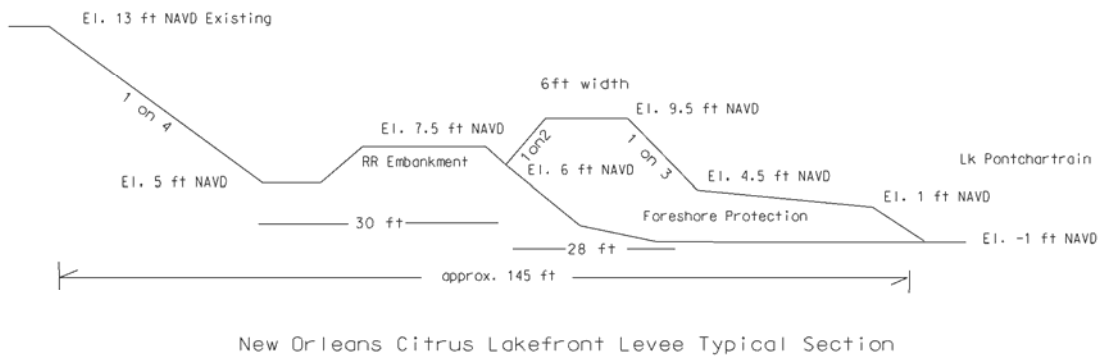 El. 13 ft NAVD Existing
1 on 4
6ft width
El. 9.5 ft NAVD
El. 7.5 ft NAVD
1on2
1 on 3
RR Embankment
El. 6 ft NAVD
Lk Pontchartrain
El. 5 ft NAVD
El. 4.5 ft NAVD
El. 1 ft NAVD
Foreshore Protection
30 ft
28 ft
El. -1 ft NAVD
approx. 145 ft
New Orleans Citrus Lakefront Levee Typical Section